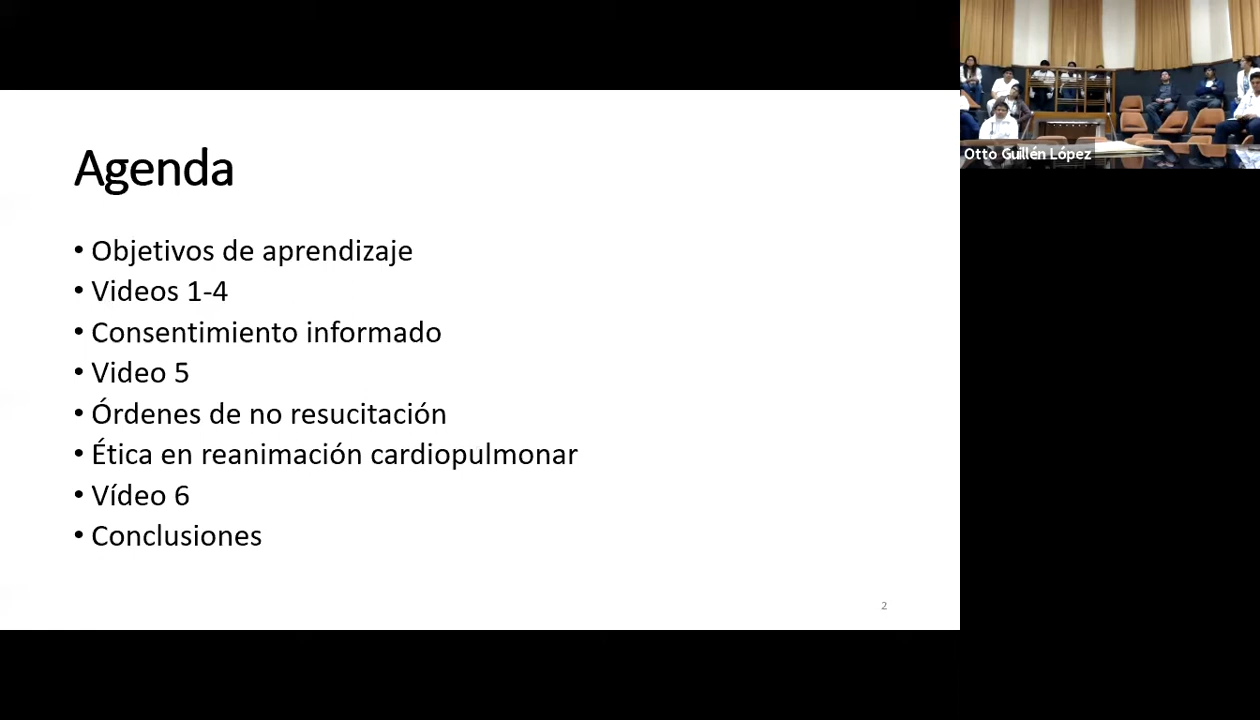 Agenda
• Objetivos de aprendizaje
• Videos 1-4
• Consentimiento informado
• Video 5
• Órdenes de no resucitación
• Ética en reanimación cardiopulmonar
• Vídeo 6
• Conclusiones
2
Otto Guillén López